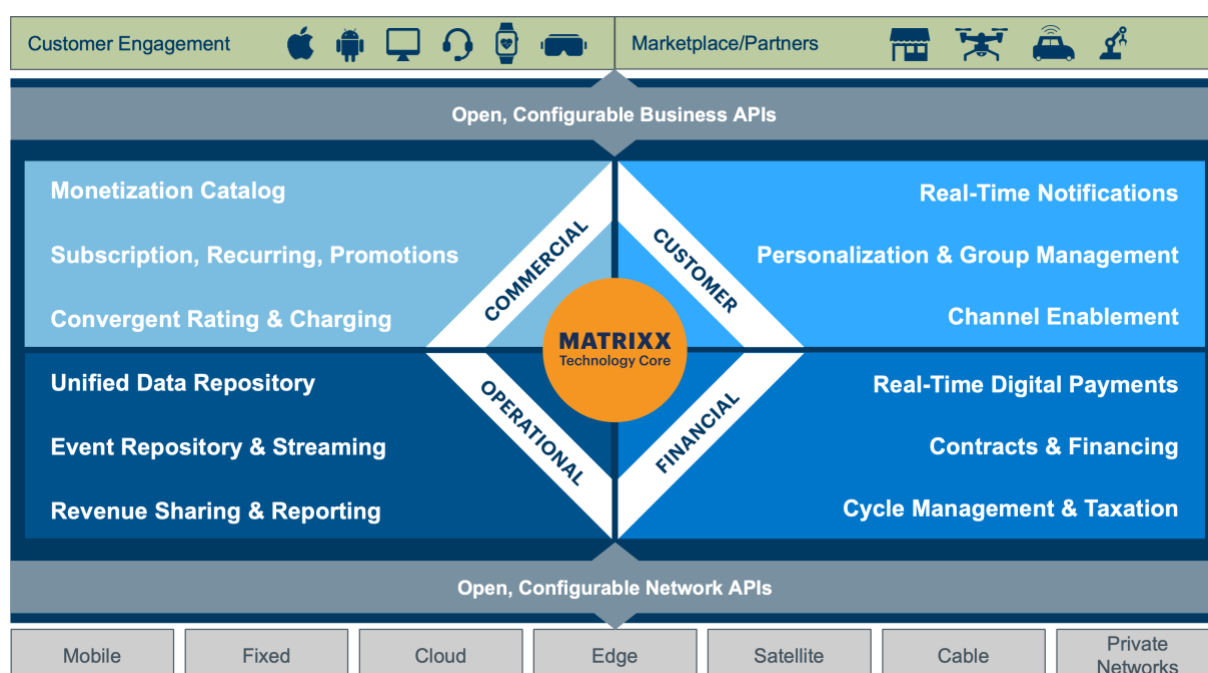 Customer Engagement
Marketplace/Partners
Open, Configurable Business APIs
Monetization Catalog
Subscription, Recurring, Promotions
Convergent Rating & Charging
COMMERCIAL
CUSTOMER
Real-Time Notifications
Personalization & Group Management
Channel Enablement
MATRIXX
Technology Core
Unified Data Repository
Event Repository & Streaming
Revenue Sharing & Reporting
OPERATIONAL
FINANCIAL
Real-Time Digital Payments
Contracts & Financing
Cycle Management & Taxation
Open, Configurable Network APIs
Mobile
Fixed
Cloud
Edge
Satellite
Cable
Private
Networks